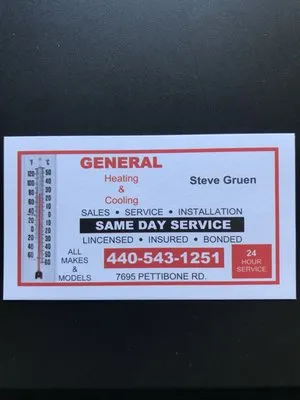 GENERAL
Heating
&
Cooling
Steve Gruen
SALES • SERVICE • INSTALLATION
SAME DAY SERVICE
LINCENSED • INSURED • BONDED
ALL
MAKES &
MODELS
440-543-1251
7695 PETTIBONE RD.
24
HOUR
SERVICE